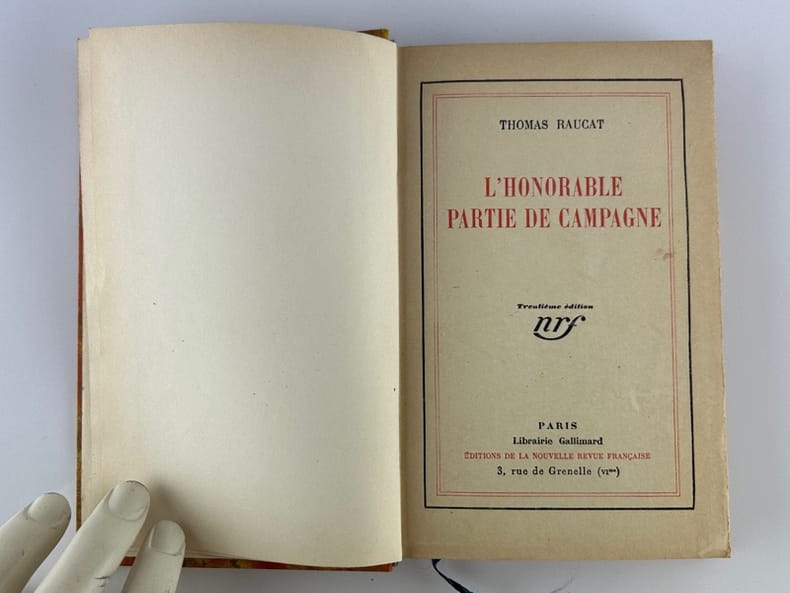 THOMAS RAUCAT
L'HONORABLE
PARTIE DE CAMPAGNE
Trentième édition
nrf
PARIS
Librairie Gallimard
ÉDITIONS DE LA NOUVELLE REVUE FRANÇAISE
3, rue de Grenelle (VIme)